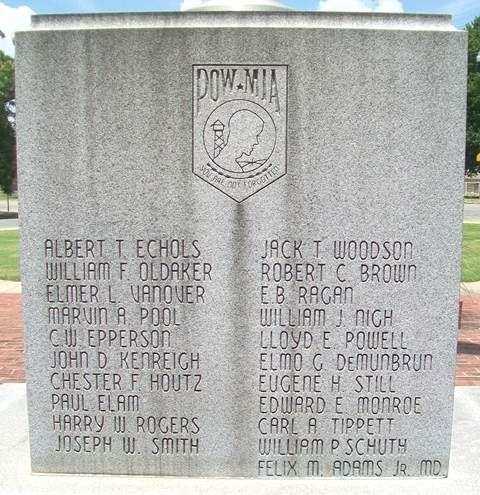 POW★MIA
YOU ARE NOT FORGOTTEN
ALBERT T. ECHOLS
WILLIAM F. OLDAKER
ELMER L. VANOVER
MARVIN A. POOL
C.W. EPPERSON
JOHN D. KENREIGH
CHESTER F. HOUTZ
PAUL ELAM
HARRY W. ROGERS
JOSEPH W. SMITH
JACK T. WOODSON
ROBERT C. BROWN
E.B. RAGAN
WILLIAM J. NIGH
LLOYD E. POWELL
ELMO G. DEMUNBRUN
EUGENE H. STILL
EDWARD E. MONROE
CARL A. TIPPETT
WILLIAM P. SCHUTH
FELIX M. ADAMS JR. MD.